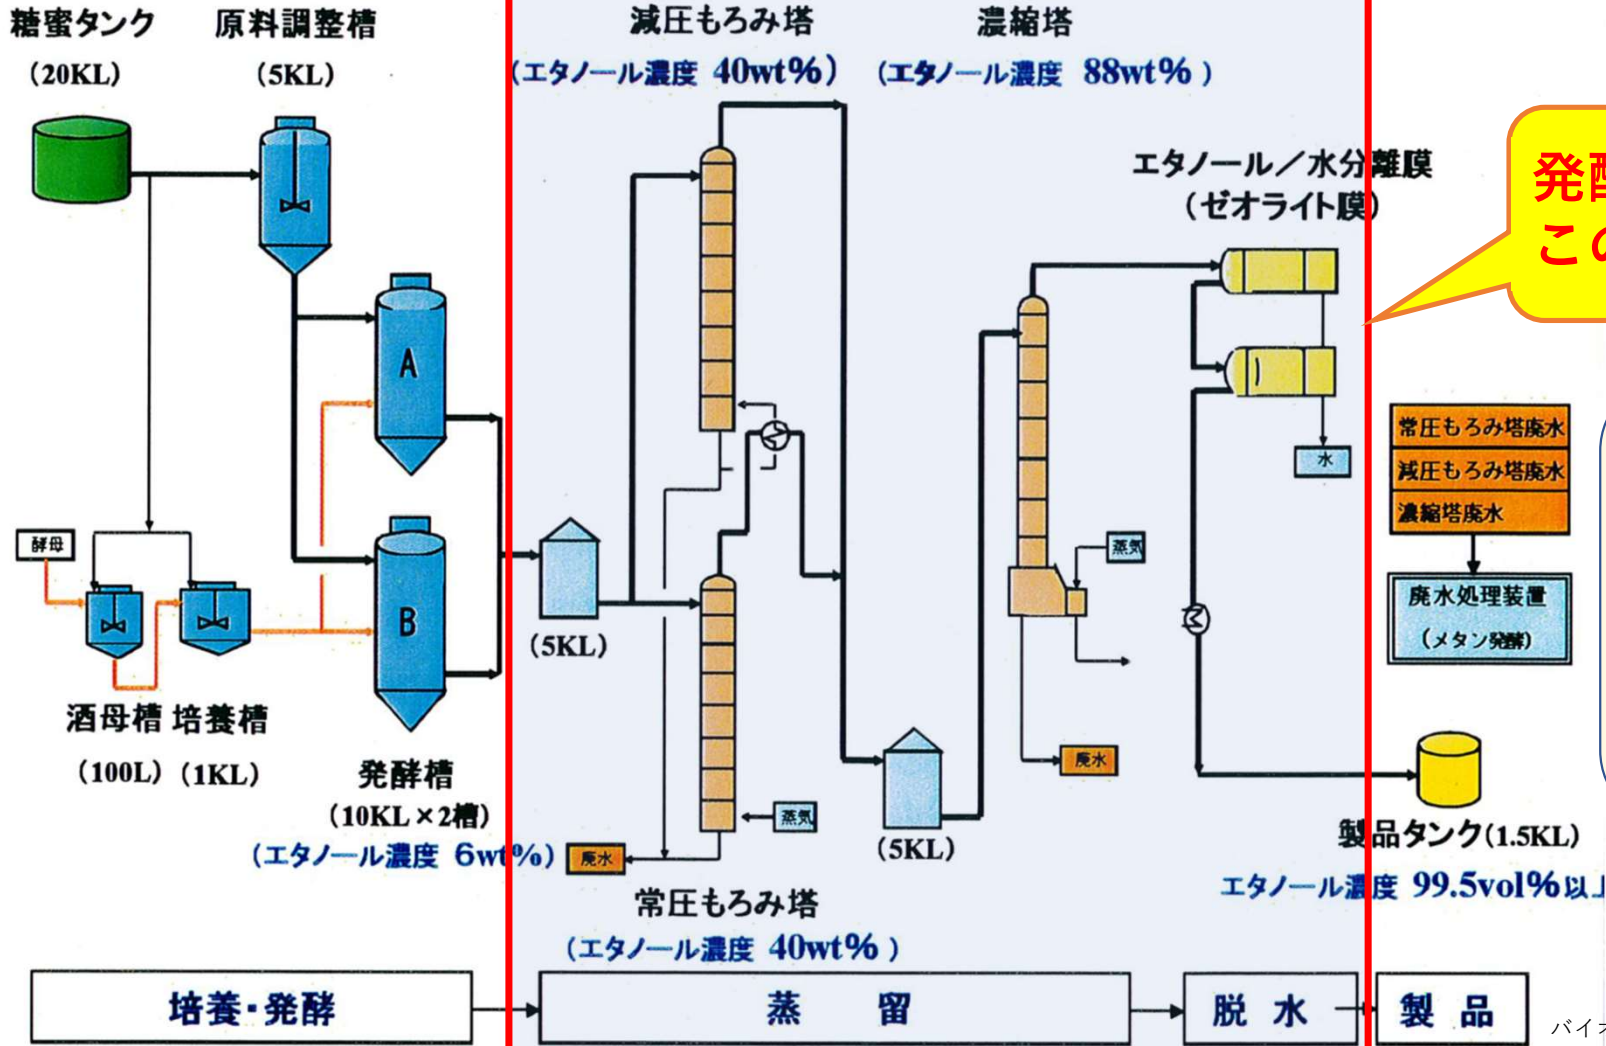 糖蜜タンク
(20KL)
原料調整槽
(5KL)
減圧もろみ塔
(エタノール濃度 40wt%)
濃縮塔
(エタノール濃度 88wt%)
エタノール／水分離膜
(ゼオライト膜)
発酵
この
A
B
酵母
酒母槽
(100L)
培養槽
(1KL)
発酵槽
(10KL×2槽)
(エタノール濃度 6wt%)
(5KL)
蒸気
廃水
常圧もろみ塔
(エタノール濃度 40wt%)
(5KL)
蒸気
廃水
水
常圧もろみ塔廃水
減圧もろみ塔廃水
濃縮塔廃水
廃水処理装置
(メタン発酵)
製品タンク(1.5KL)
エタノール濃度 99.5vol%以上
培養・発酵
蒸 留
脱 水
製 品
バイオ